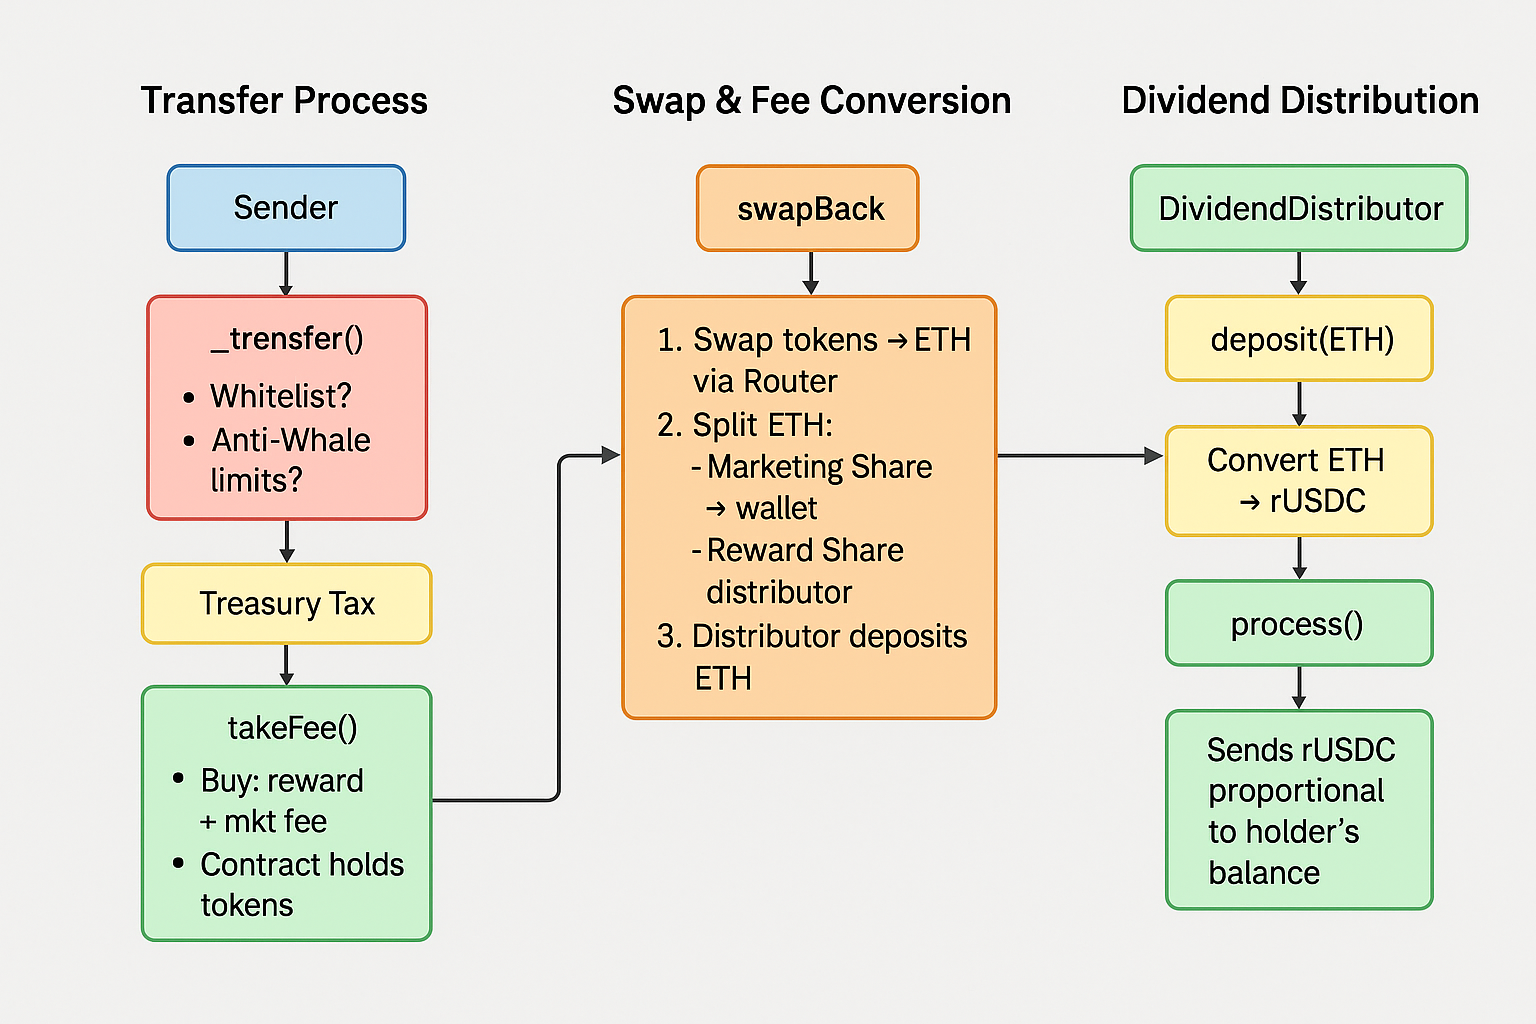 Transfer Process
Sender
_trensfer()
• Whitelist?
• Anti-Whale
limits?
Treasury Tax
takeFee()
• Buy: reward
+ mkt fee
• Contract holds
tokens
Swap & Fee Conversion
swapBack
1. Swap tokens → ETH
via Router
2. Split ETH:
- Marketing Share
→ wallet
- Reward Share
distributor
3. Distributor deposits
ETH
Dividend Distribution
DividendDistributor
deposit(ETH)
Convert ETH
→ rUSDC
process()
Sends rUSDC
proportional
to holder’s
balance